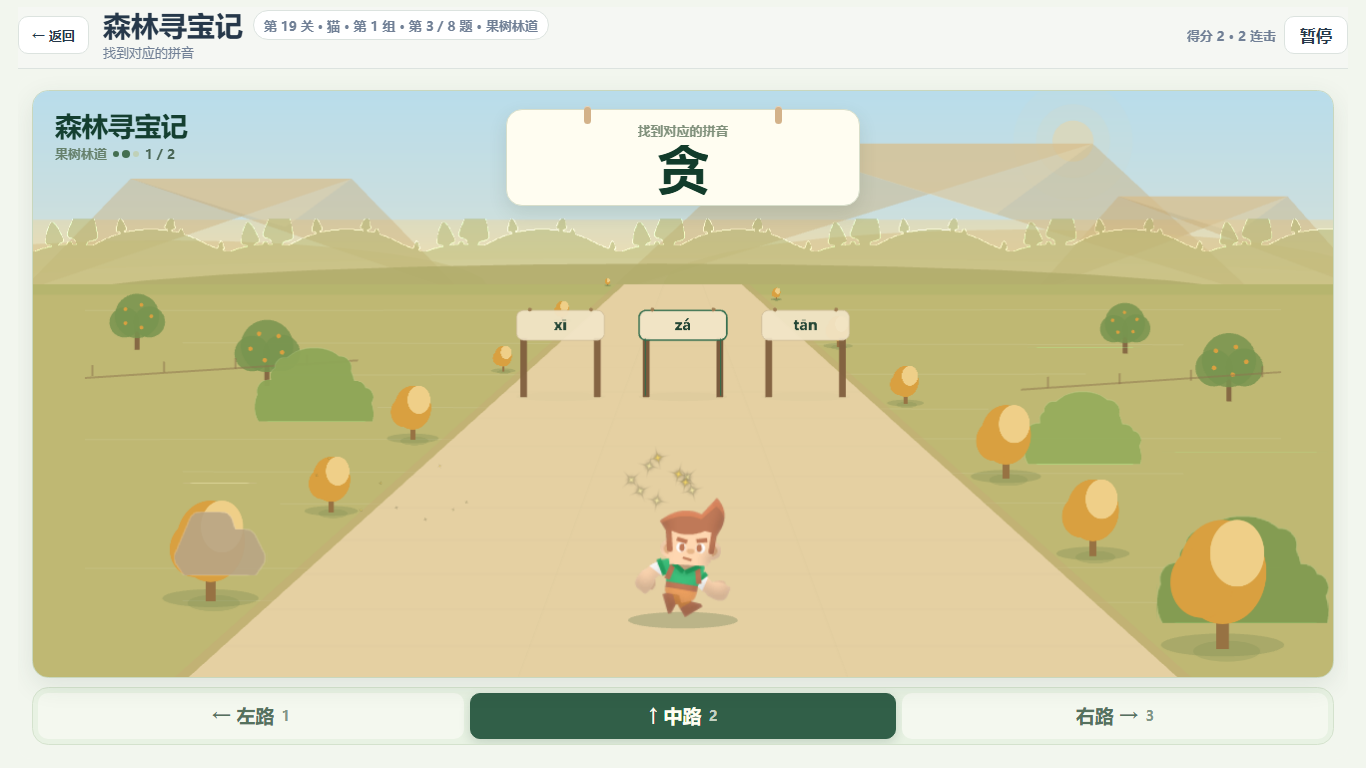 ← 返回
森林寻宝记
第 19 关 • 猫 • 第 1 组 • 第 3 / 8 题 • 果树林道
找到对应的拼音
得分 2 • 2 连击
暂停
森林寻宝记
果树林道 1 / 2
找到对应的拼音
贪
xī
zá
tān
← 左路 1
↑ 中路 2
右路 → 3